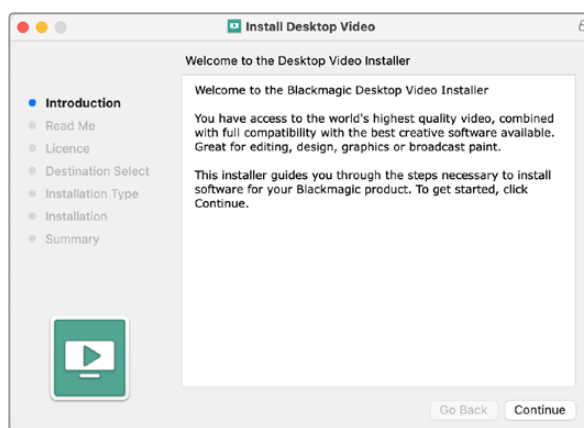 Install Desktop Video
Welcome to the Desktop Video Installer
Introduction
Read Me
Licence
Destination Select
Installation Type
Installation
Summary
Welcome to the Blackmagic Desktop Video Installer
You have access to the world's highest quality video, combined
with full compatibility with the best creative software available.
Great for editing, design, graphics or broadcast paint.
This installer guides you through the steps necessary to install
software for your Blackmagic product. To get started, click
Continue.
Go Back
Continue